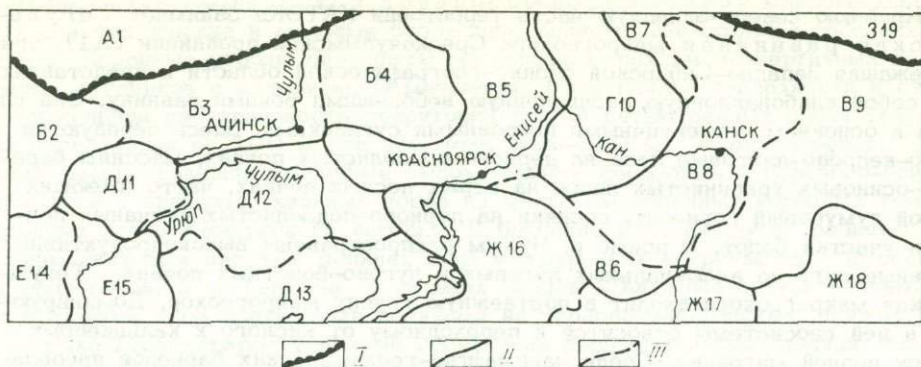 А1
В7
З19
Чулым
Б4
В5
Енисей
Г10
В9
Б3
Б2
АЧИНСК
Кан
КАНСК
КРАСНОЯРСК
В8
Чулым
Д11
Д12
Урюп
Ж16
В6
Е14
Е15
Д13
Ж17
Ж18
I
II
III